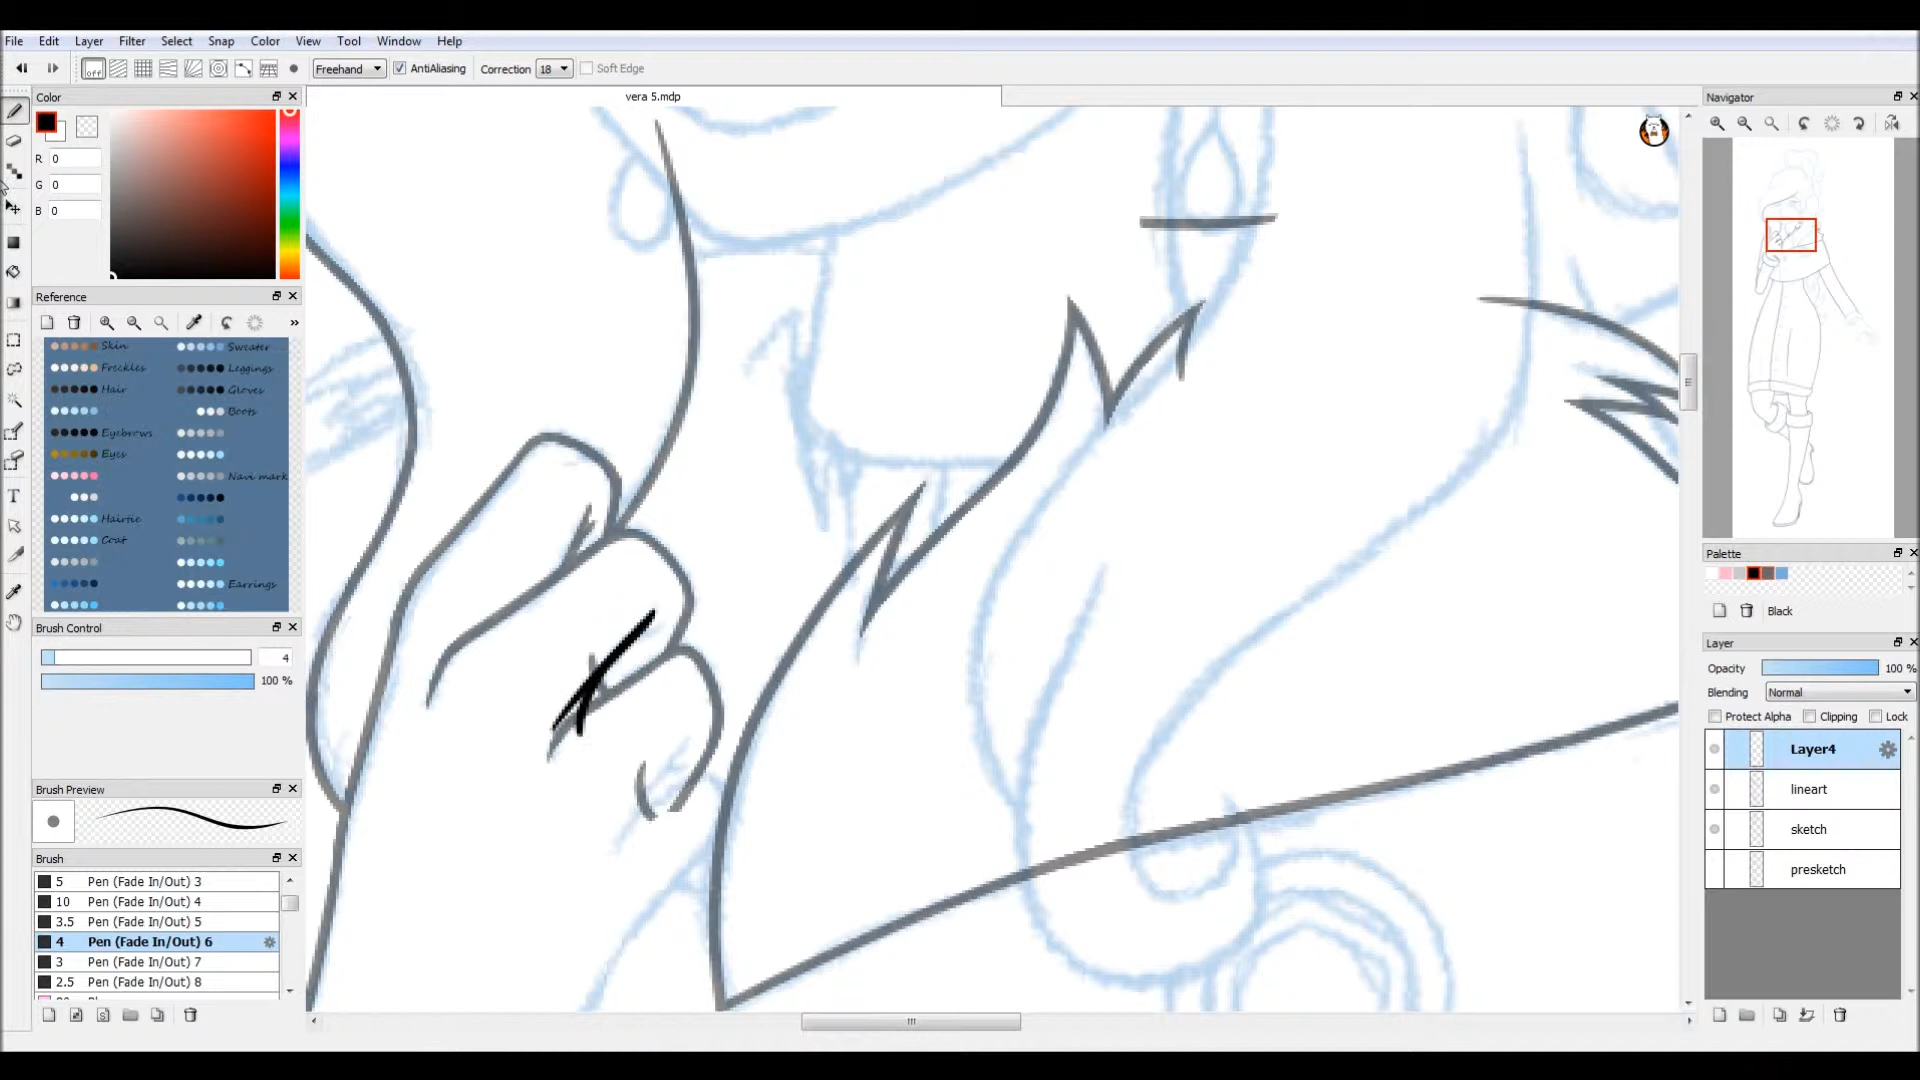 File Edit Layer Filter Select Snap Color View Tool Window Help
off Freehand AntiAliasing Correction 18 Soft Edge
Color
vera 5.mdp
Navigator
R 0
G 0
B 0
Reference
Skin Sweater
Freckles Leggings
Hair Gloves
Boots
Eyebrows
Eyes
Navi mark
Hairtie
Coat
Earrings
Brush Control
4
100 %
Brush Preview
Brush
5 Pen (Fade In/Out) 3
10 Pen (Fade In/Out) 4
3.5 Pen (Fade In/Out) 5
4 Pen (Fade In/Out) 6
3 Pen (Fade In/Out) 7
2.5 Pen (Fade In/Out) 8
Palette
Black
Layer
Opacity 100 %
Blending Normal
Protect Alpha Clipping Lock
Layer4
lineart
sketch
presketch